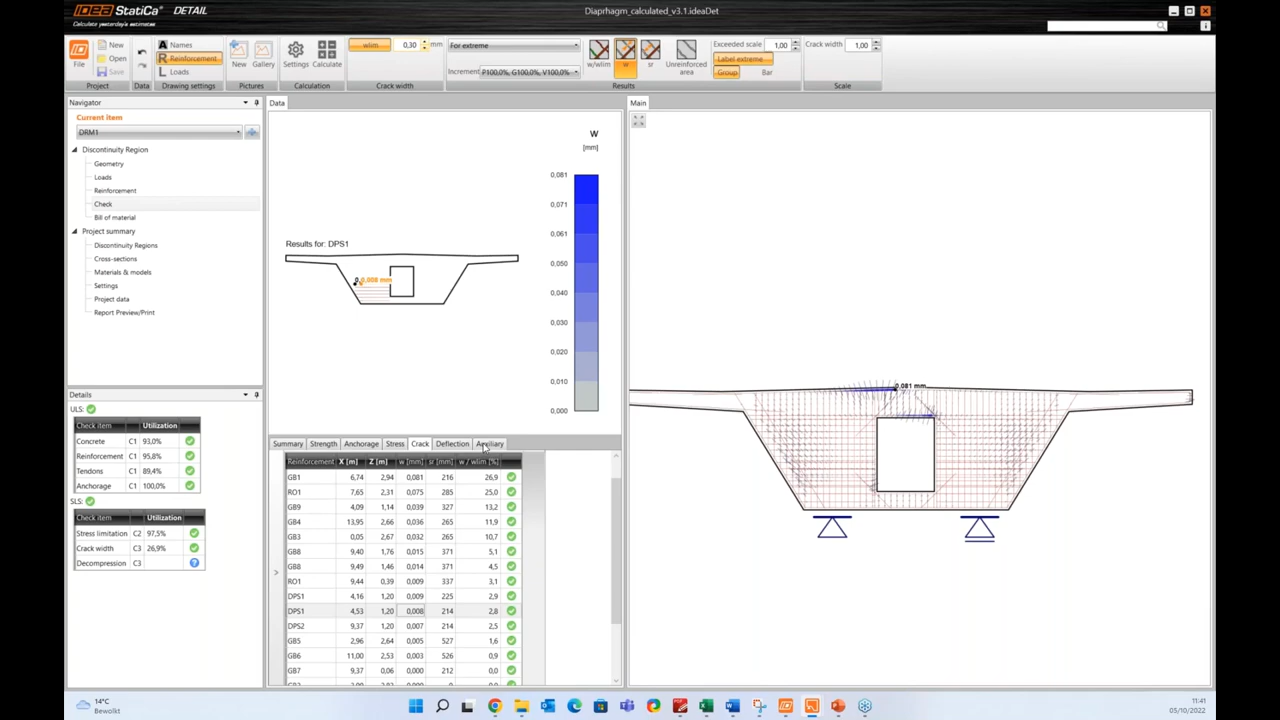 IDEA StatiCa® DETAIL
Calculate yesterday's estimates
Diaprhagm_calculated_v3.1.ideaDet
File
New
Open
Save
Project
Data
Names
Reinforcement
Loads
Drawing settings
New
Gallery
Pictures
Settings
Calculate
Calculation
wlim 0,30 mm
Crack width
For extreme
Increment P100,0%, G100,0%, V100,0%
w/wlim
w
sr
Unreinforced area
Results
Exceeded scale 1,00
Label extreme
Group Bar
Crack width 1,00
Scale
Navigator
Current item
DRM1
Discontinuity Region
Geometry
Loads
Reinforcement
Check
Bill of material
Project summary
Discontinuity Regions
Cross-sections
Materials & models
Settings
Project data
Report Preview/Print
Details
ULS:
Check item Utilization
Concrete C1 93,0%
Reinforcement C1 95,8%
Tendons C1 89,4%
Anchorage C1 100,0%
SLS:
Check item Utilization
Stress limitation C2 97,5%
Crack width C3 26,9%
Decompression C3
Data
W
[mm]
0,081
0,071
0,061
0,050
0,040
0,030
0,020
0,010
0,000
Results for: DPS1
0,008 mm
Summary Strength Anchorage Stress Crack Deflection Auxiliary
Reinforcement X [m] Z [m] w [mm] sr [mm] w / wlim [%]
GB1 6,74 2,94 0,081 216 26,9
RO1 7,65 2,31 0,075 285 25,0
GB9 4,09 1,14 0,039 327 13,2
GB4 13,95 2,66 0,036 265 11,9
GB3 0,05 2,67 0,032 265 10,7
GB8 9,40 1,76 0,015 371 5,1
GB8 9,49 1,46 0,014 371 4,5
RO1 9,44 0,39 0,009 337 3,1
DPS1 4,16 1,20 0,009 225 2,9
DPS1 4,53 1,20 0,008 214 2,8
DPS2 9,37 1,20 0,007 214 2,5
GB5 2,96 2,64 0,005 527 1,6
GB6 11,00 2,53 0,003 526 0,9
GB7 9,37 0,06 0,000 212 0,0
Main
0,081 mm
14°C
Bewolkt
11:41
05/10/2022